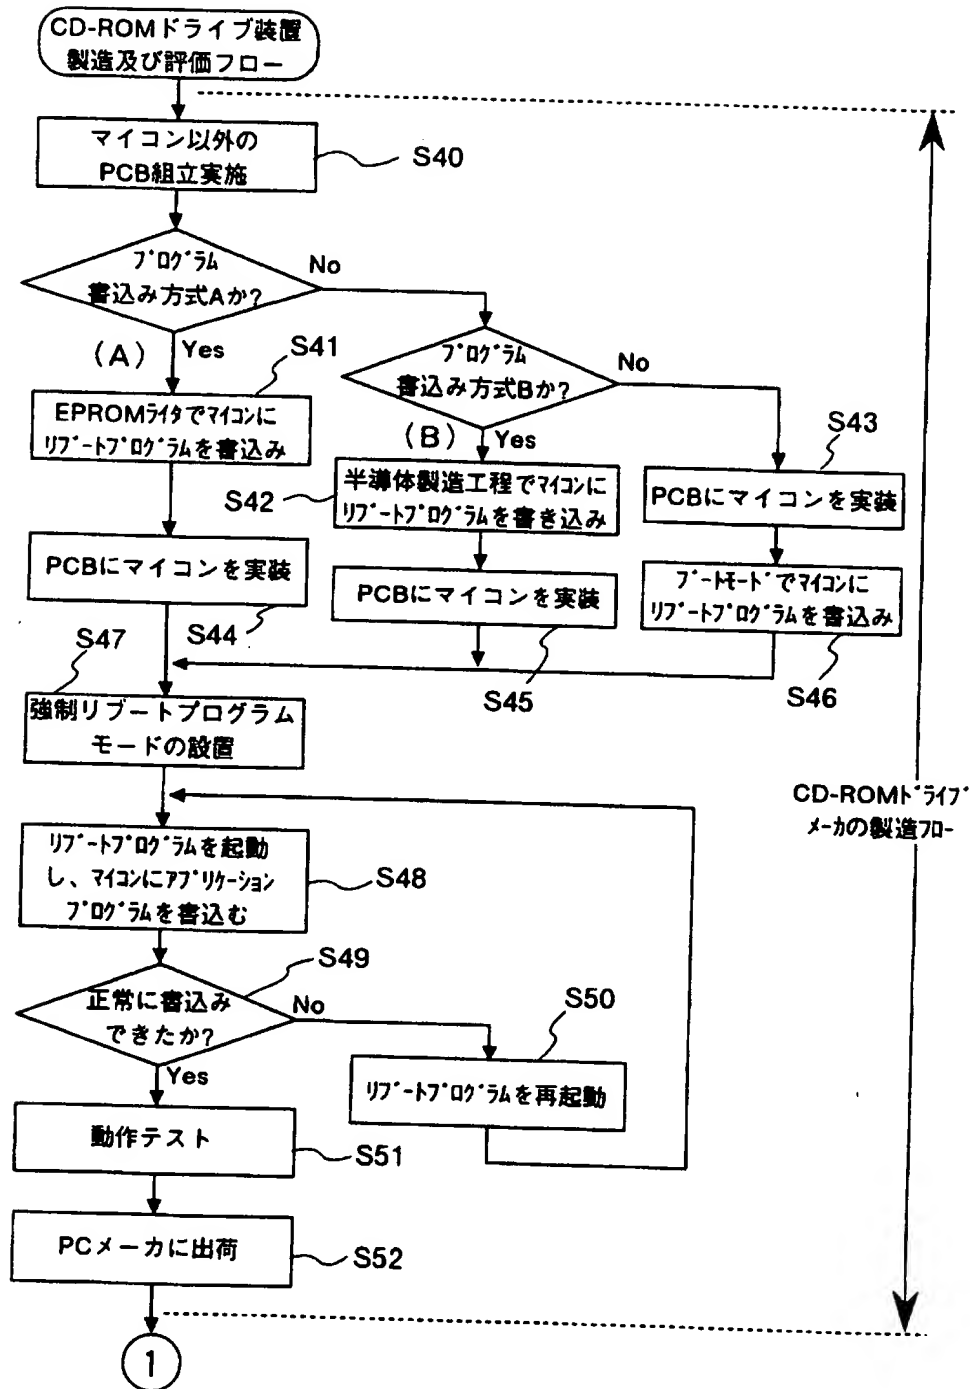 CD-ROMドライブ装置
製造及び評価フロー
マイコン以外の
PCB組立実施
S40
プログラム
書込み方式Aか?
No
(A)
Yes
S41
プログラム
書込み方式Bか?
No
(B)
Yes
S43
EPROMライタでマイコンに
リブートプログラムを書込み
S42
半導体製造工程でマイコンに
リブートプログラムを書き込み
PCBにマイコンを実装
PCBにマイコンを実装
S44
PCBにマイコンを実装
S45
ブートモードでマイコンに
リブートプログラムを書込み
S46
S47
強制リブートプログラム
モードの設置
CD-ROMドライブ
メーカの製造フロー
リブートプログラムを起動
し、マイコンにアプリケーション
プログラムを書込む
S48
S49
正常に書込み
できたか?
No
Yes
S50
リブートプログラムを再起動
動作テスト
S51
PCメーカに出荷
S52
1